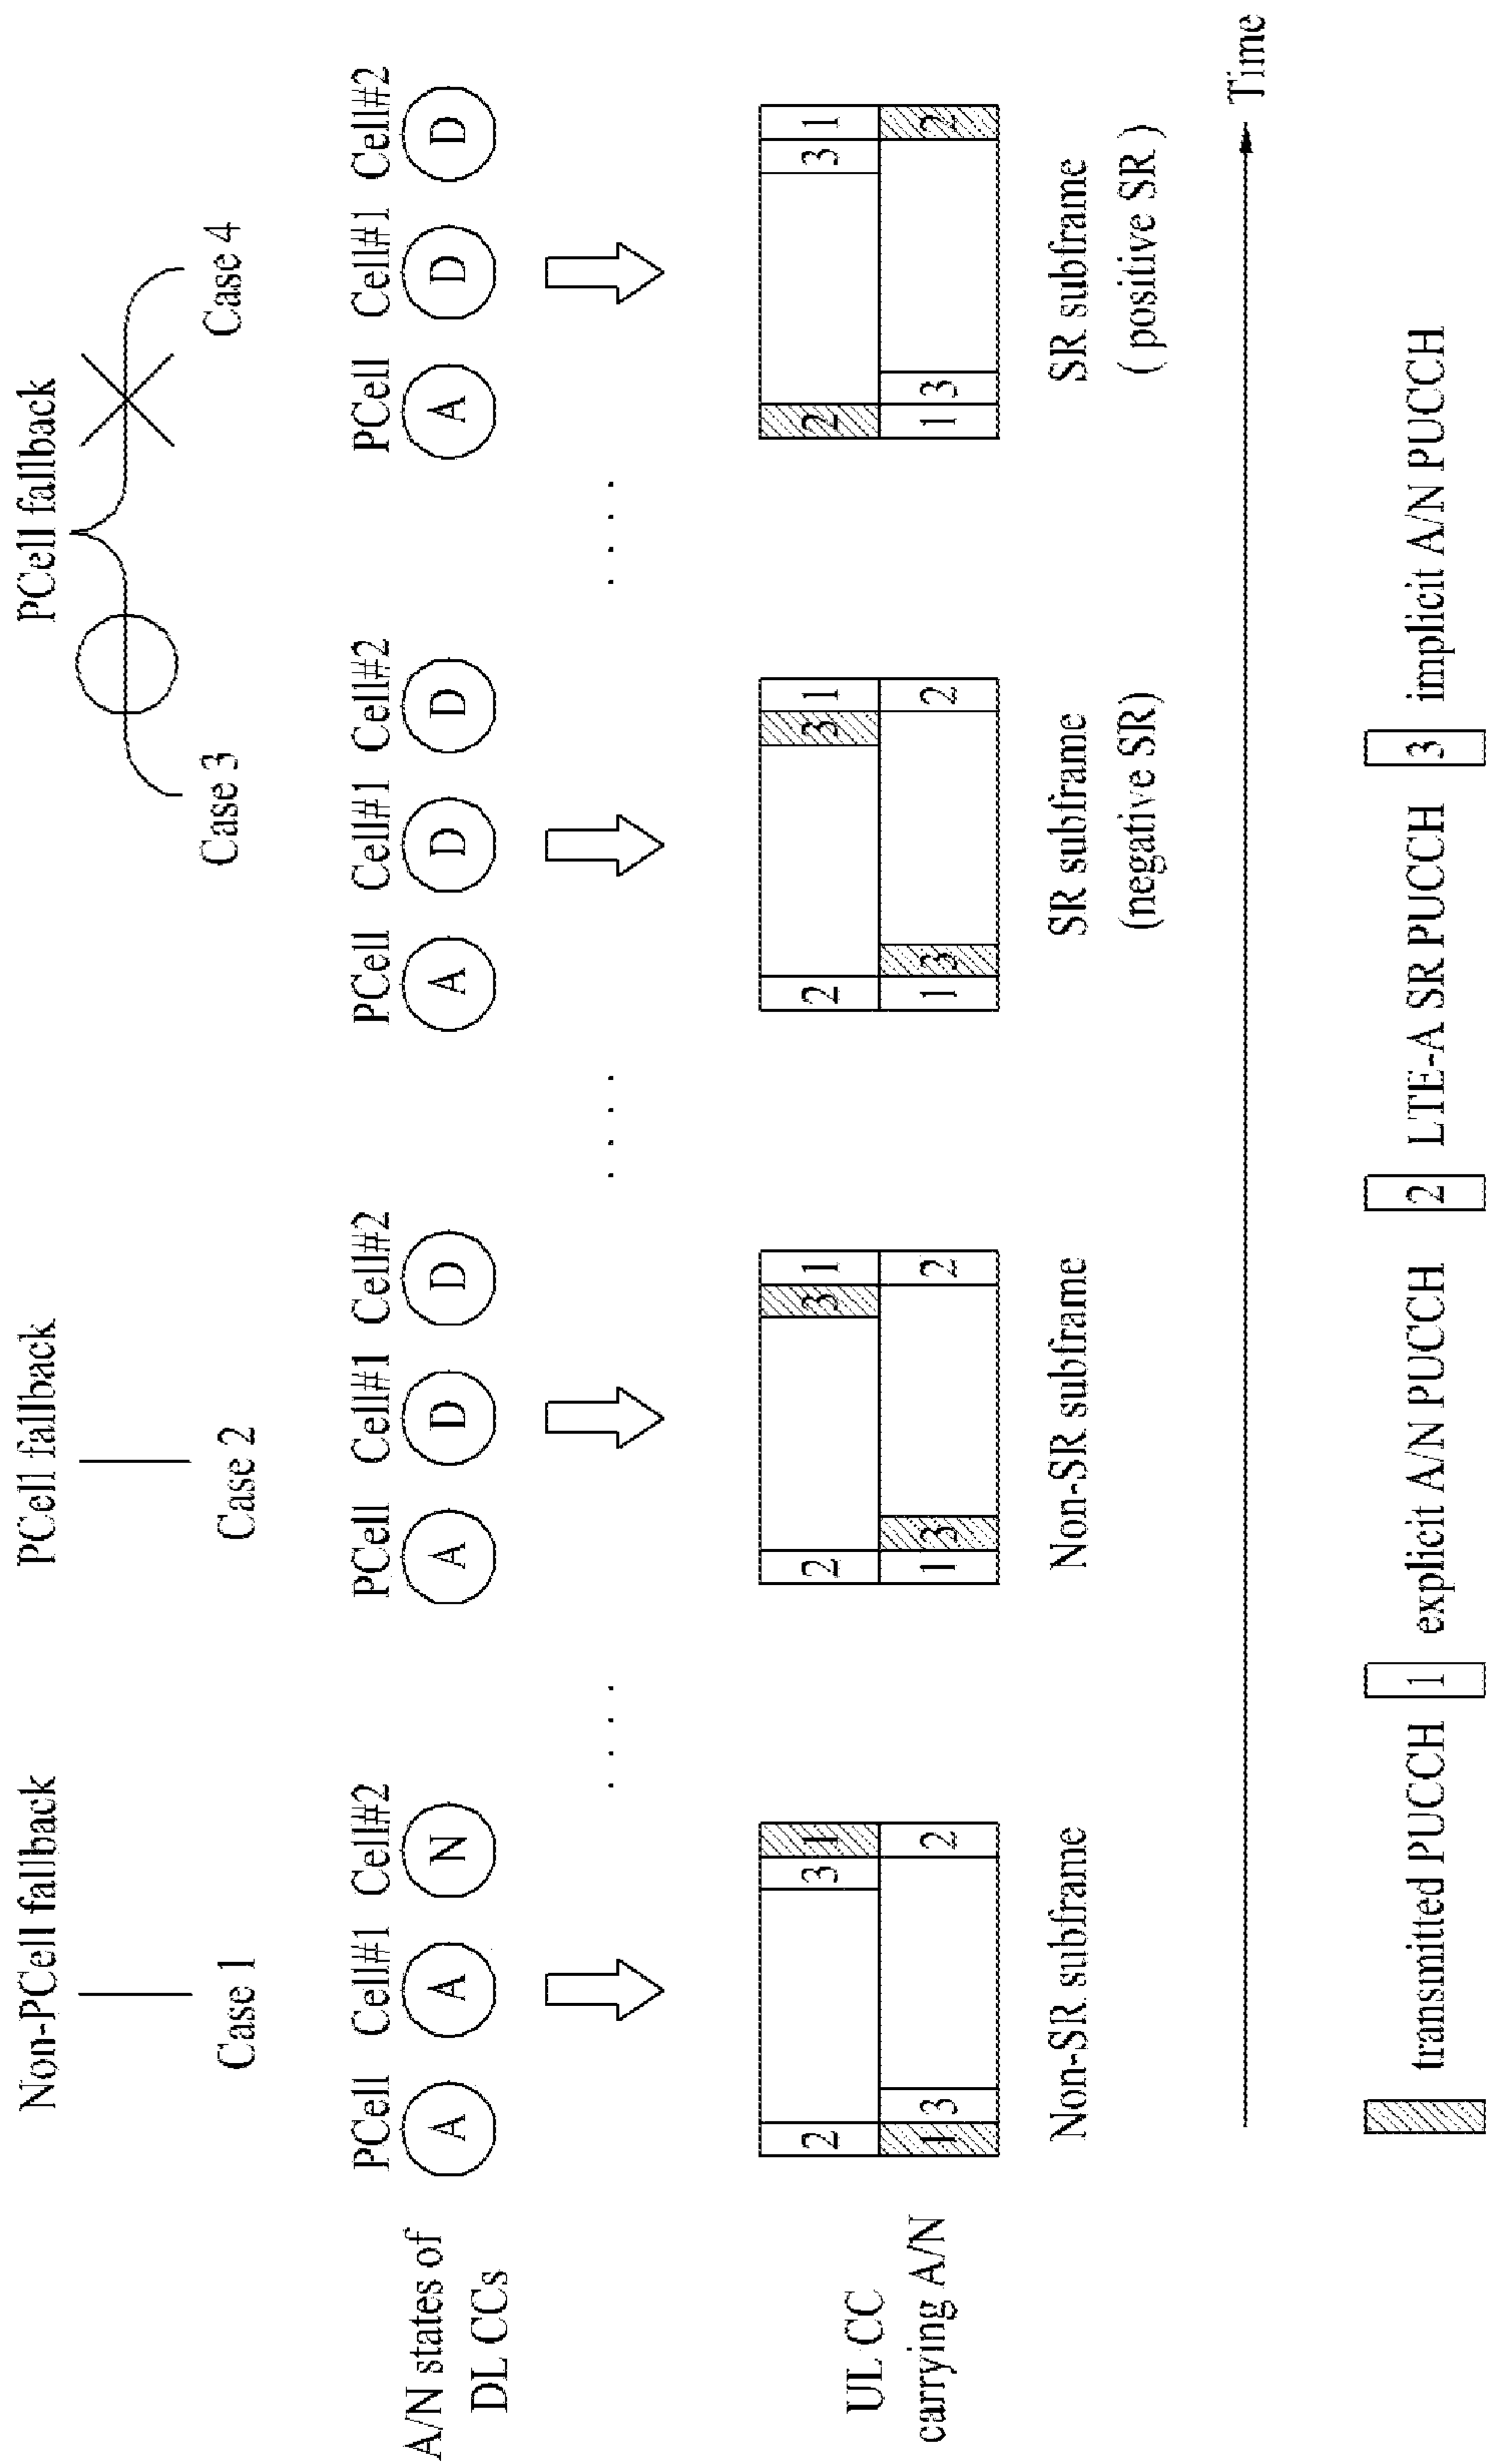 Non-PCell fallback
PCell fallback
PCell fallback
Case 1
Case 2
Case 3
Case 4
A/N states of
DL CCs
PCell Cell#1 Cell#2
A A N
PCell Cell#1 Cell#2
A D D
PCell Cell#1 Cell#2
A D D
PCell Cell#1 Cell#2
A D D
. . . .
. . . .
. . . .
UL CC
carrying A/N
2 3 1
1 3 2
2 3 1
1 3 2
2 3 1
1 3 2
2 3 1
1 3 2
Non-SR subframe
Non-SR subframe
SR subframe
(negative SR)
SR subframe
( positive SR )
Time
transmitted PUCCH
1 explicit A/N PUCCH
2 LTE-A SR PUCCH
3 implicit A/N PUCCH